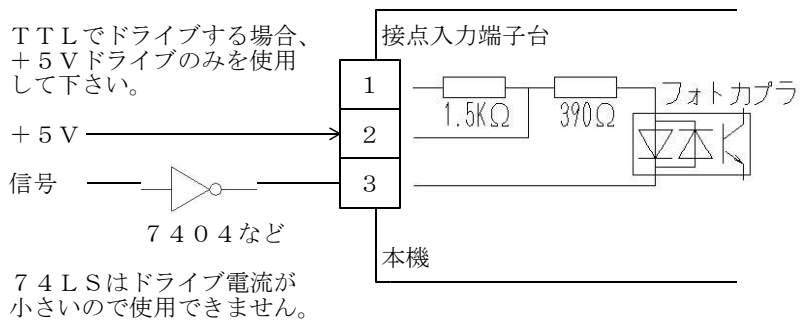 TTLでドライブする場合、
+5Vドライブのみを使用
して下さい。
接点入力端子台
1
1.5KΩ
390Ω
フォトカプラ
+5V
2
信号
3
7404など
本機
74LSはドライブ電流が
小さいので使用できません。